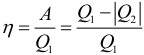 η = A/Q₁ = (Q₁ − |Q₂|)/Q₁